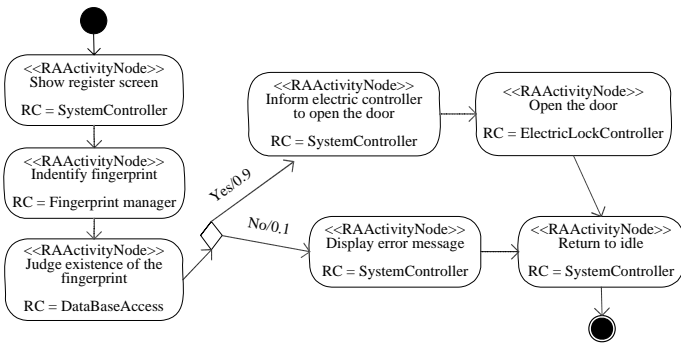 <<RAActivityNode>>
Show register screen
RC = SystemController
<<RAActivityNode>>
Indentify fingerprint
RC = Fingerprint manager
<<RAActivityNode>>
Judge existence of the
fingerprint
RC = DataBaseAccess
Yes/0.9
No/0.1
<<RAActivityNode>>
Inform electric controller
to open the door
RC = SystemController
<<RAActivityNode>>
Open the door
RC = ElectricLockController
<<RAActivityNode>>
Display error message
RC = SystemController
<<RAActivityNode>>
Return to idle
RC = SystemController